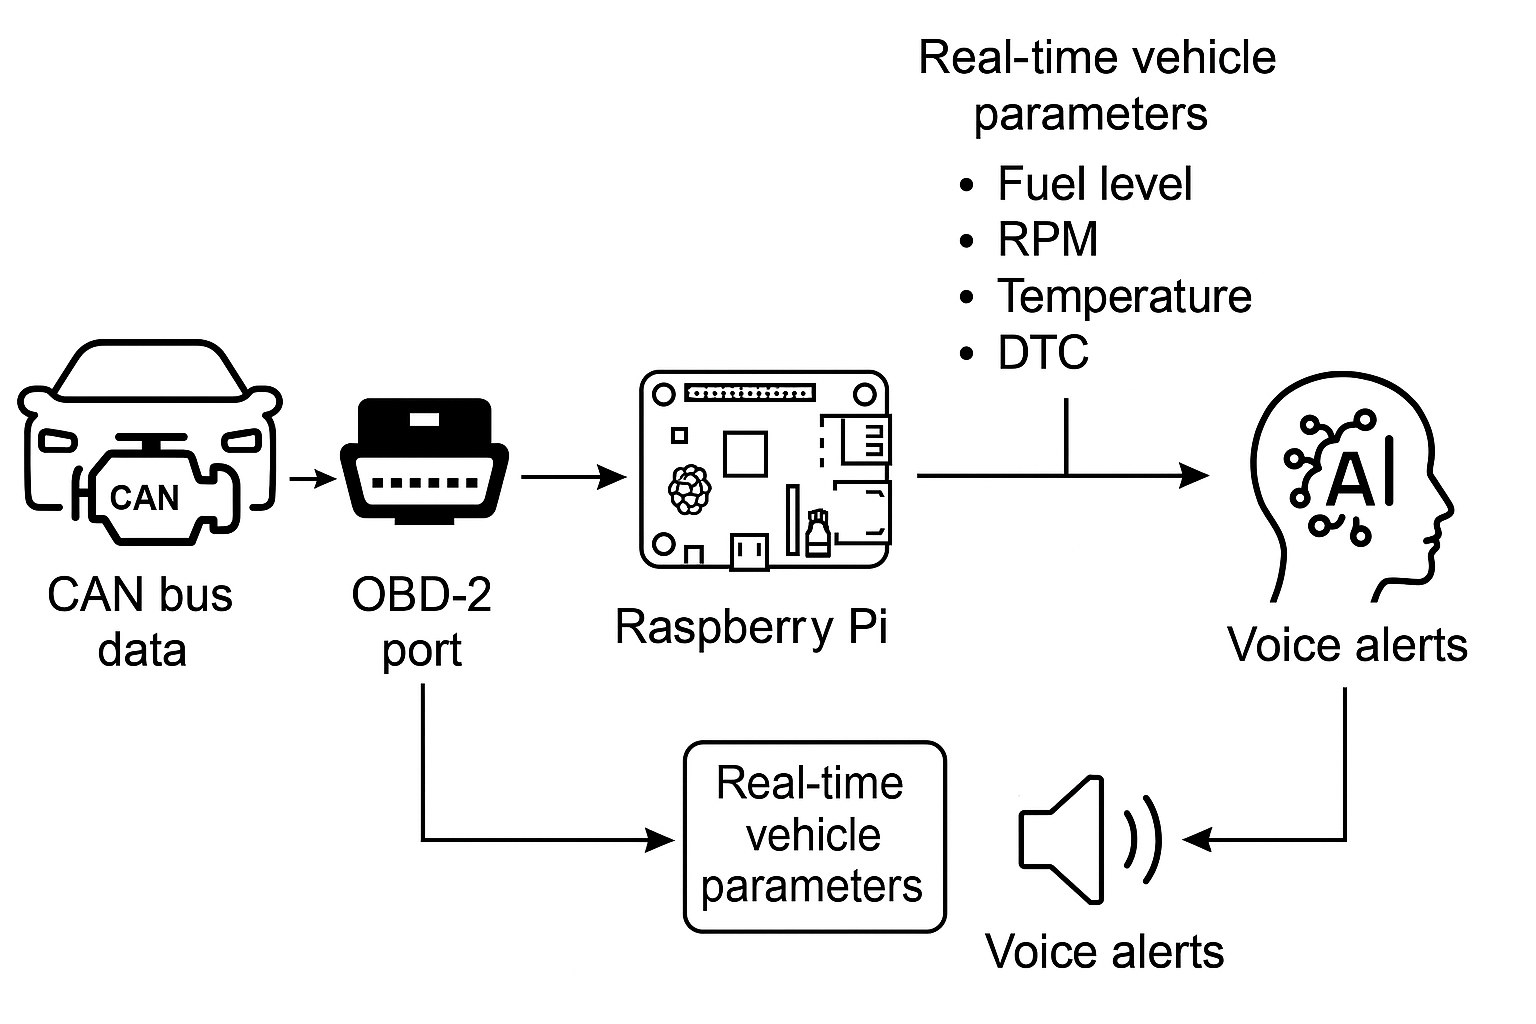 Real-time vehicle
parameters
• Fuel level
• RPM
• Temperature
• DTC
CAN
AI
CAN bus
data
OBD-2
port
Raspberry Pi
Voice alerts
Real-time
vehicle
parameters
Voice alerts